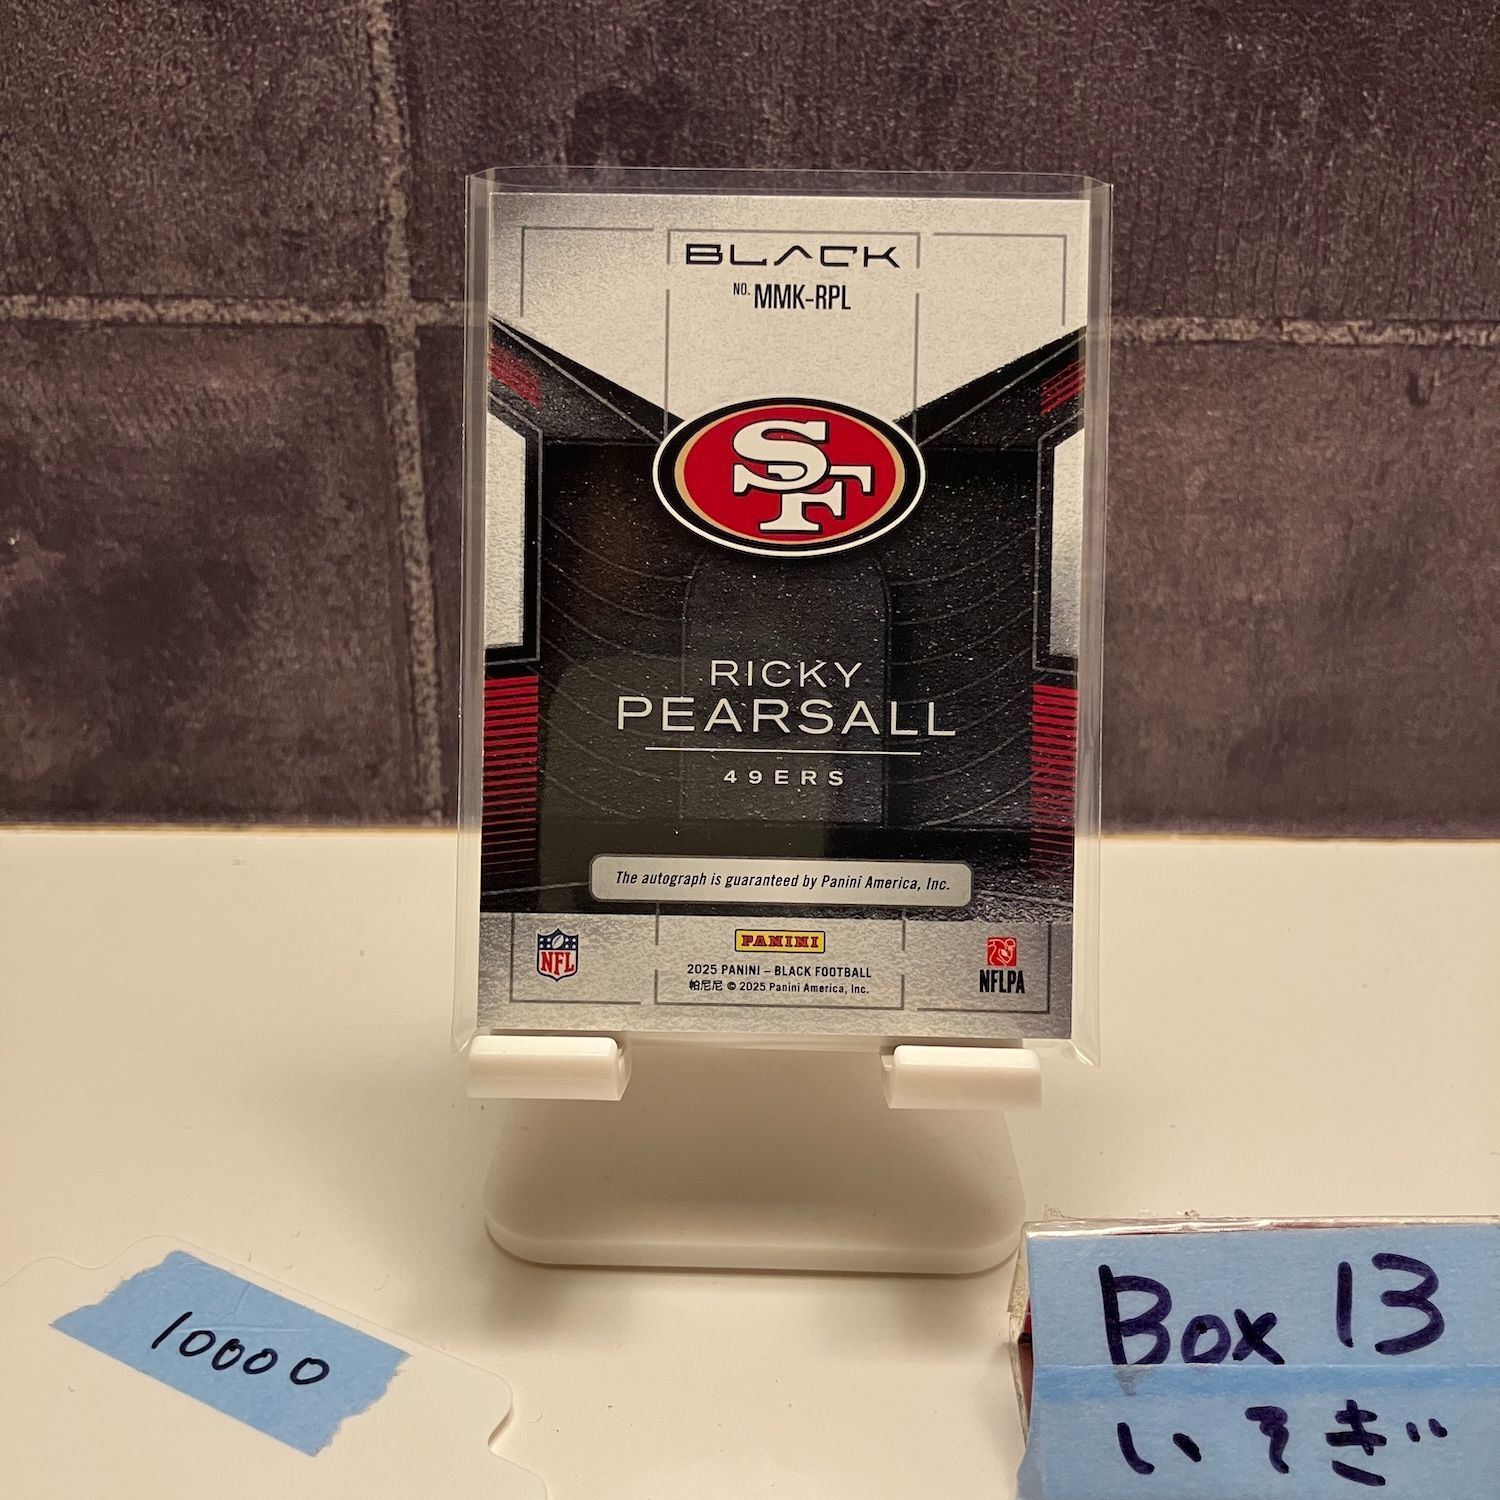 BLACK
NO. MMK-RPL
SF
RICKY
PEARSALL
49ERS
The autograph is guaranteed by Panini America, Inc.
NFL
PANINI
2025 PANINI – BLACK FOOTBALL
帕尼尼 © 2025 Panini America, Inc.
NFLPA
10000
Box 13
いそぎ